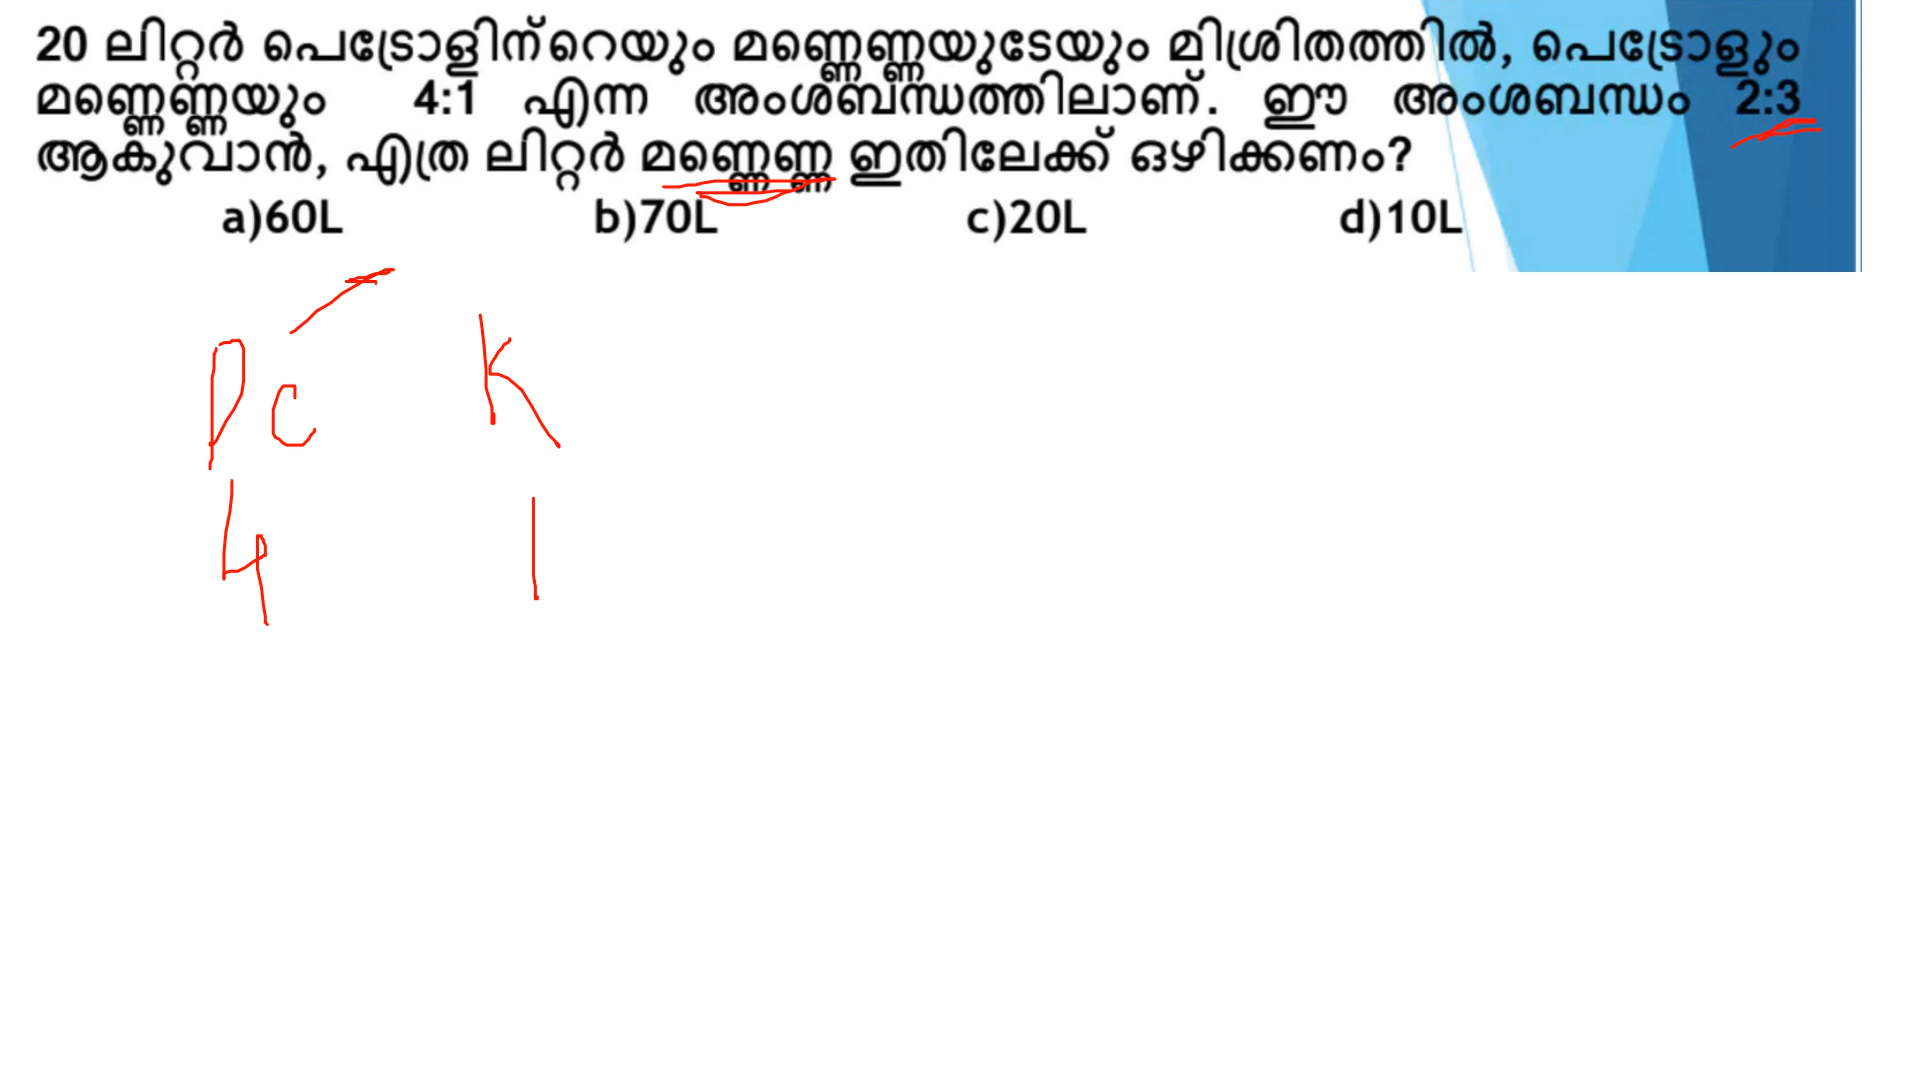 20 ലിറ്റർ പെട്രോളിന്റെയും മണ്ണെണ്ണയുടേയും മിശ്രിതത്തിൽ, പെട്രോളും
മണ്ണെണ്ണയും 4:1 എന്ന അംശബന്ധത്തിലാണ്. ഈ അംശബന്ധം 2:3
ആകുവാൻ, എത്ര ലിറ്റർ മണ്ണെണ്ണ ഇതിലേക്ക് ഒഴിക്കണം?
a)60L b)70L c)20L d)10L
Pc K
4 1